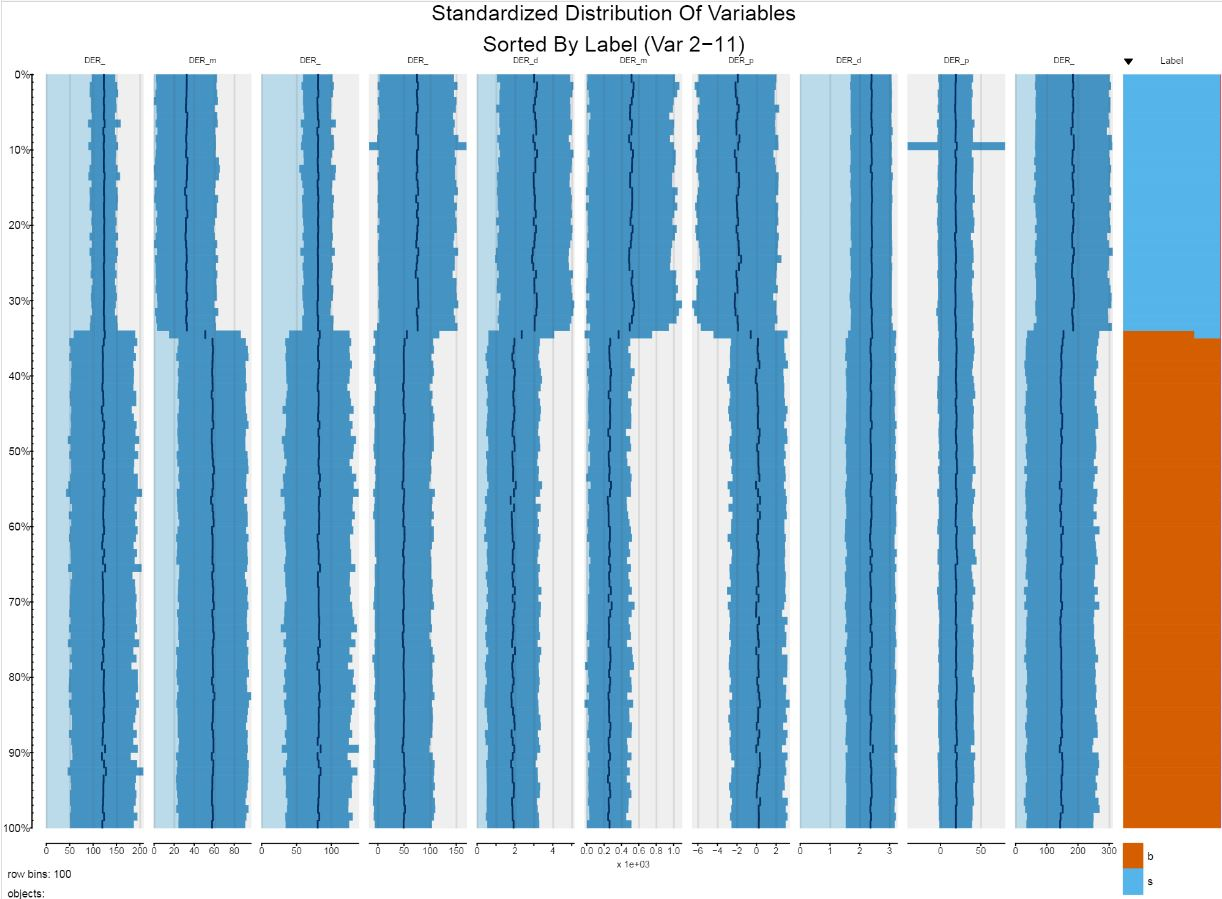 Standardized Distribution Of Variables
Sorted By Label (Var 2−11)
DER_ DER_m DER_ DER_ DER_d DER_m DER_p DER_d DER_p DER_ Label
0%
10%
20%
30%
40%
50%
60%
70%
80%
90%
100%
0 50 100 150 200 0 20 40 60 80 0 100 0 50 100 150 2 4 0.0 0.2 0.4 0.6 0.8 1.0 −6 −4 −2 0 2 0 1 2 3 0 50 0 100 200 300
x 1e+03
row bins: 100
objects:
b
s